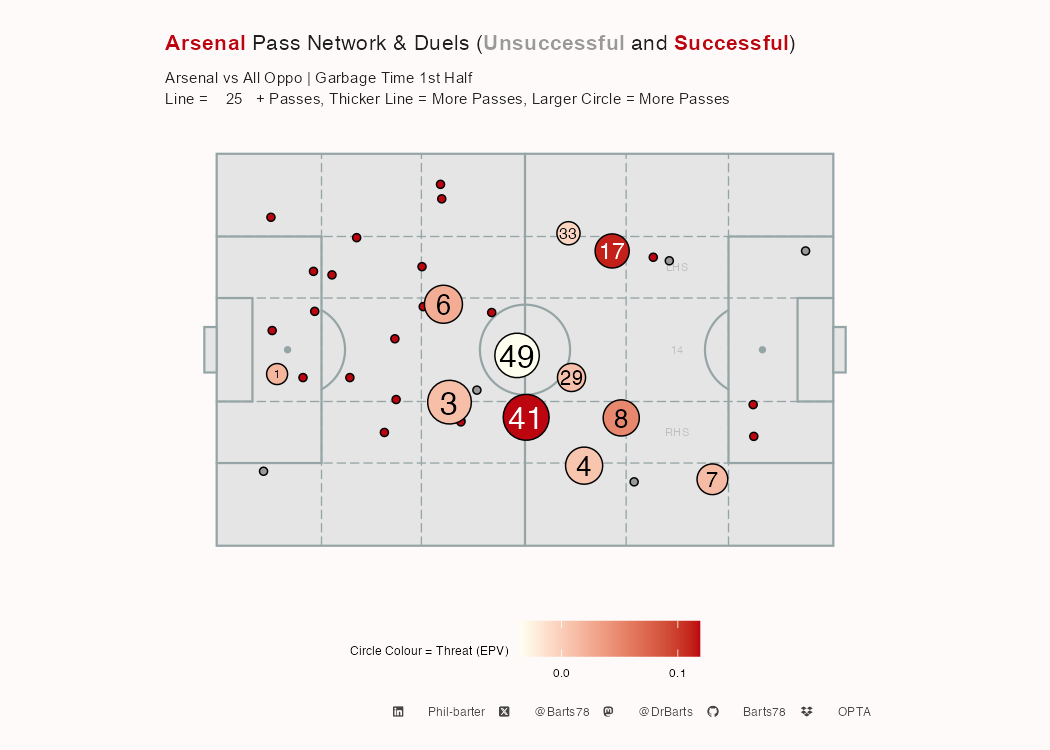 Arsenal Pass Network & Duels (Unsuccessful and Successful)
Arsenal vs All Oppo | Garbage Time 1st Half
Line = 25 + Passes, Thicker Line = More Passes, Larger Circle = More Passes
33
17
LHS
6
49
14
1
29
3
41
8
RHS
4
7
Circle Colour = Threat (EPV)
0.0 0.1
Phil-barter @Barts78 @DrBarts Barts78 OPTA